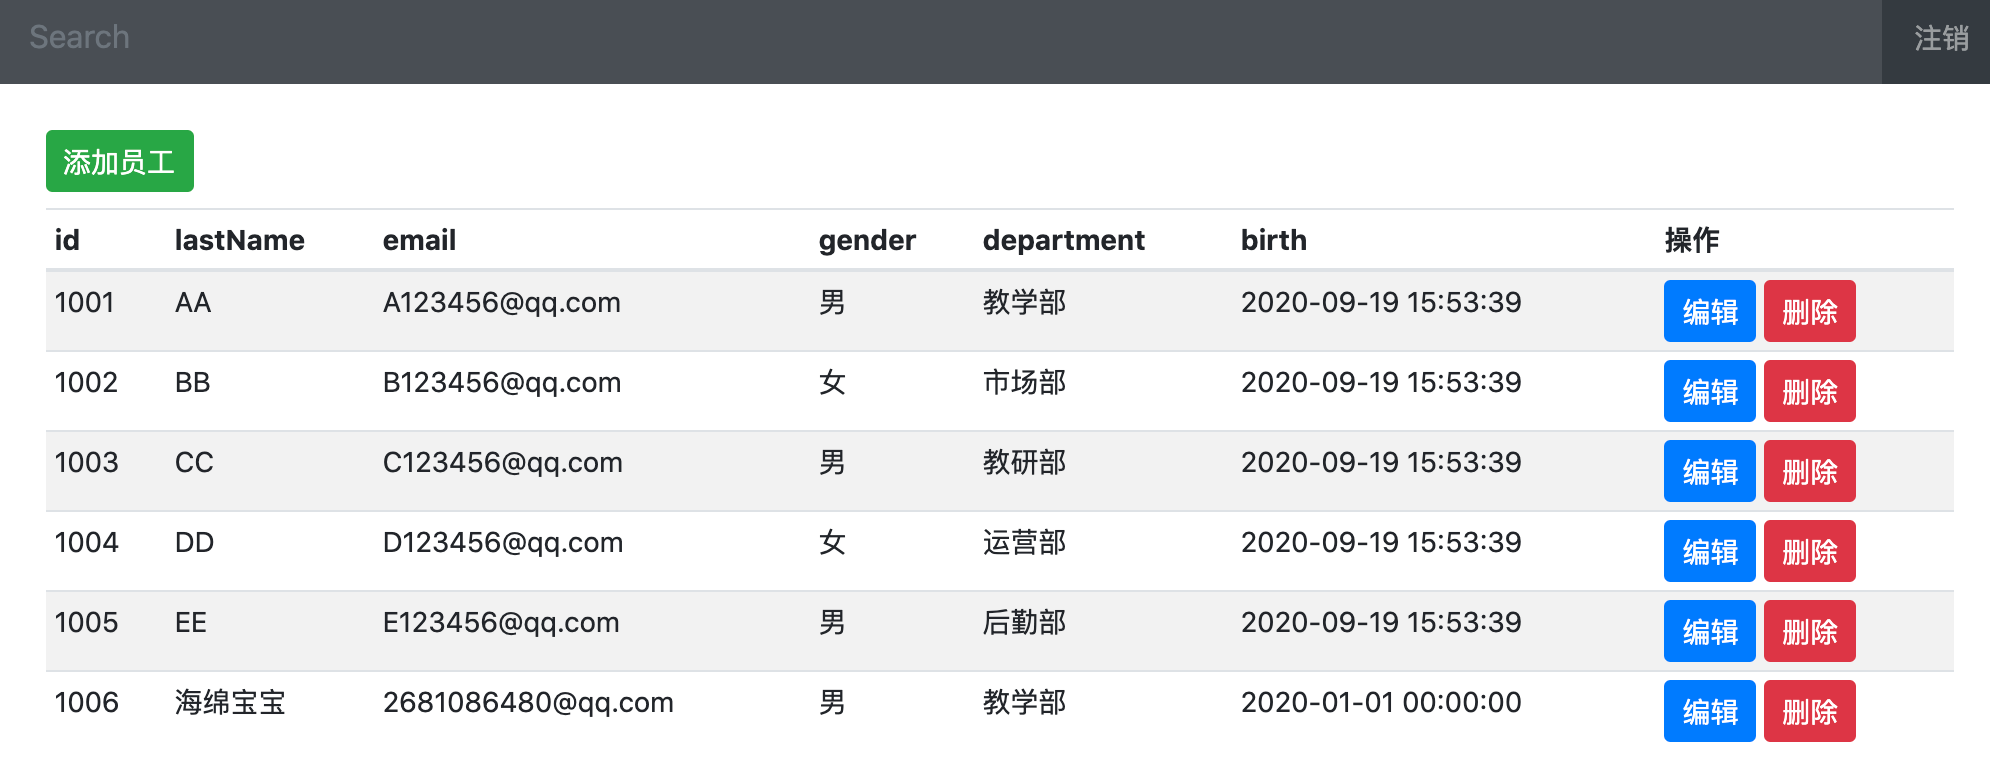 Search 注销
添加员工
id lastName email gender department birth 操作
1001 AA A123456@qq.com 男 教学部 2020-09-19 15:53:39 编辑 删除
1002 BB B123456@qq.com 女 市场部 2020-09-19 15:53:39 编辑 删除
1003 CC C123456@qq.com 男 教研部 2020-09-19 15:53:39 编辑 删除
1004 DD D123456@qq.com 女 运营部 2020-09-19 15:53:39 编辑 删除
1005 EE E123456@qq.com 男 后勤部 2020-09-19 15:53:39 编辑 删除
1006 海绵宝宝 2681086480@qq.com 男 教学部 2020-01-01 00:00:00 编辑 删除